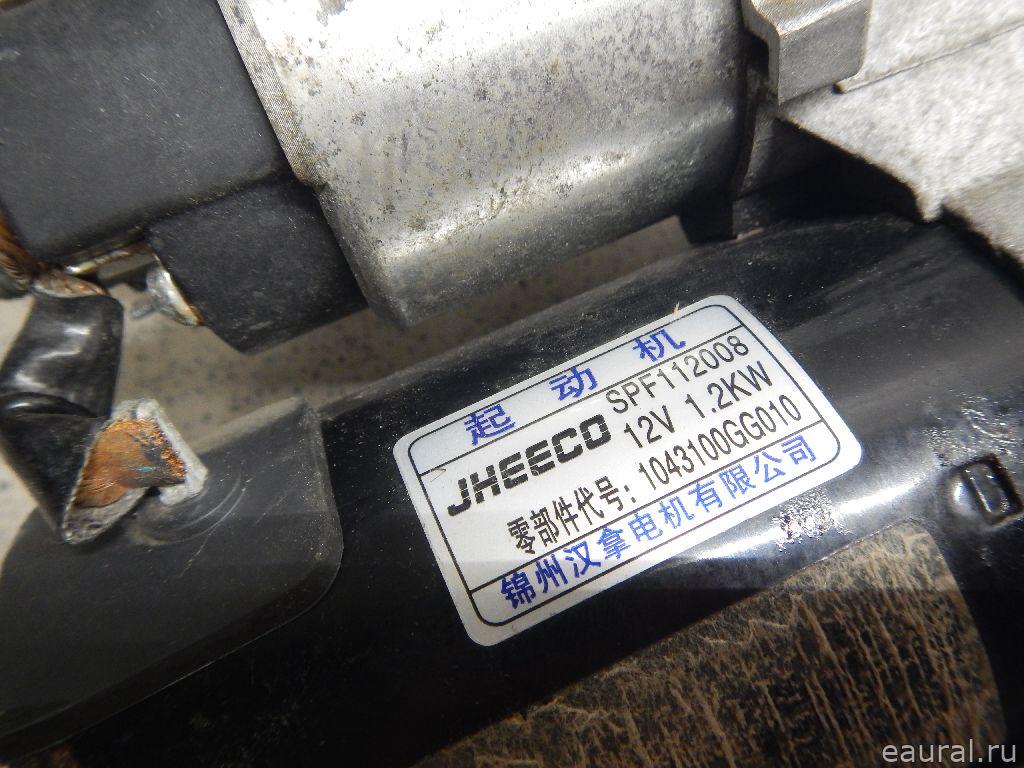 起动机
JHEECO SPF112008
12V 1.2KW
零部件代号: 1043100GG010
锦州汉拿电机有限公司
eaural.ru